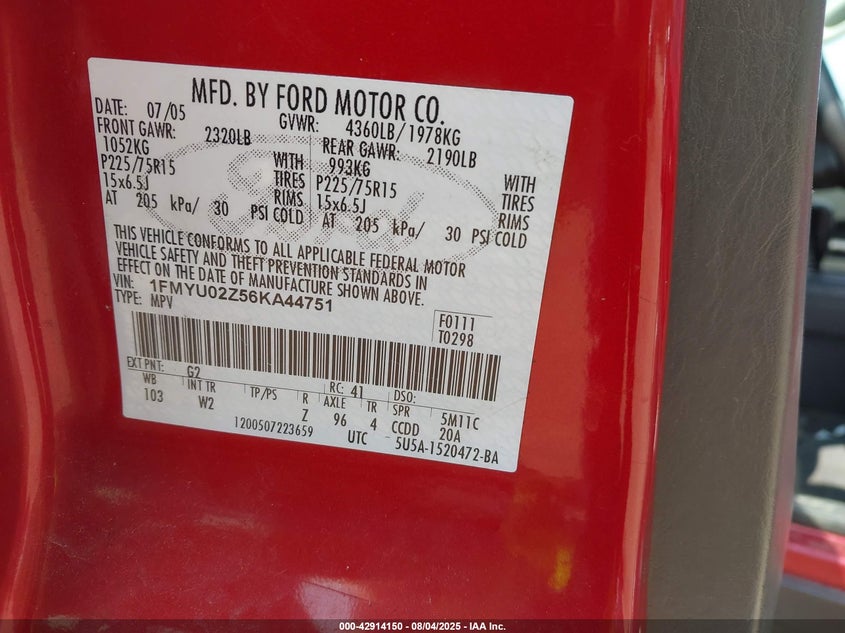 MFD. BY FORD MOTOR CO.
DATE: 07/05 GVWR: 4360LB/1978KG
FRONT GAWR: 2320LB REAR GAWR: 2190LB
1052KG WITH 993KG WITH
P225/75R15 TIRES P225/75R15 TIRES
15x6.5J RIMS 15x6.5J RIMS
AT 205 kPa/ 30 PSI COLD AT 205 kPa/ 30 PSI COLD
THIS VEHICLE CONFORMS TO ALL APPLICABLE FEDERAL MOTOR
VEHICLE SAFETY AND THEFT PREVENTION STANDARDS IN
EFFECT ON THE DATE OF MANUFACTURE SHOWN ABOVE.
VIN: 1FMYU02Z56KA44751
TYPE: MPV
F0111
T0298
EXT PNT: G2 RC: 41 DSO:
WB INT TR TP/PS R AXLE TR SPR 5M11C
103 W2 Z 96 4 CCDD 20A
1200507223659 UTC 5U5A-1520472-BA
Ford
000-42914150 - 08/04/2025 - IAA Inc.